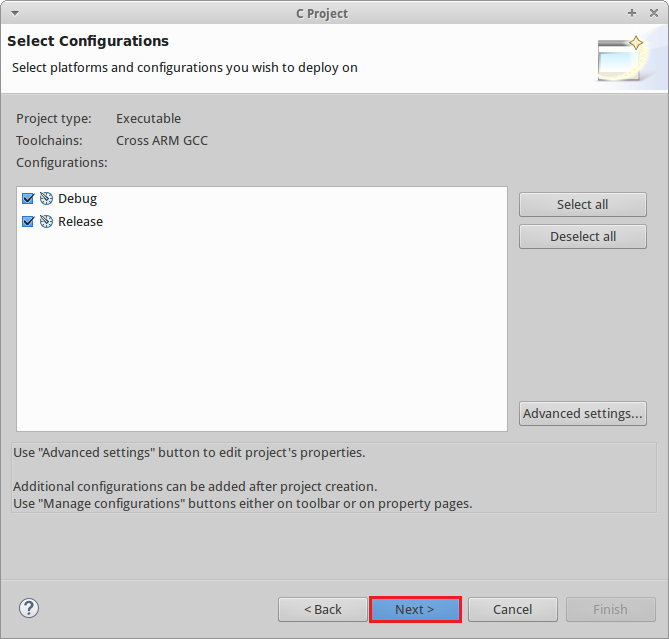 C Project
Select Configurations
Select platforms and configurations you wish to deploy on
Project type: Executable
Toolchains: Cross ARM GCC
Configurations:
Debug
Release
Select all
Deselect all
Advanced settings...
Use "Advanced settings" button to edit project's properties.
Additional configurations can be added after project creation.
Use "Manage configurations" buttons either on toolbar or on property pages.
?
< Back
Next >
Cancel
Finish